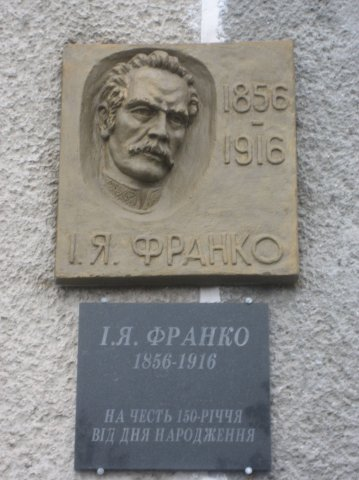 1856
–
1916
І. Я. ФРАНКО
І.Я. ФРАНКО
1856-1916
НА ЧЕСТЬ 150-РІЧЧЯ
ВІД ДНЯ НАРОДЖЕННЯ